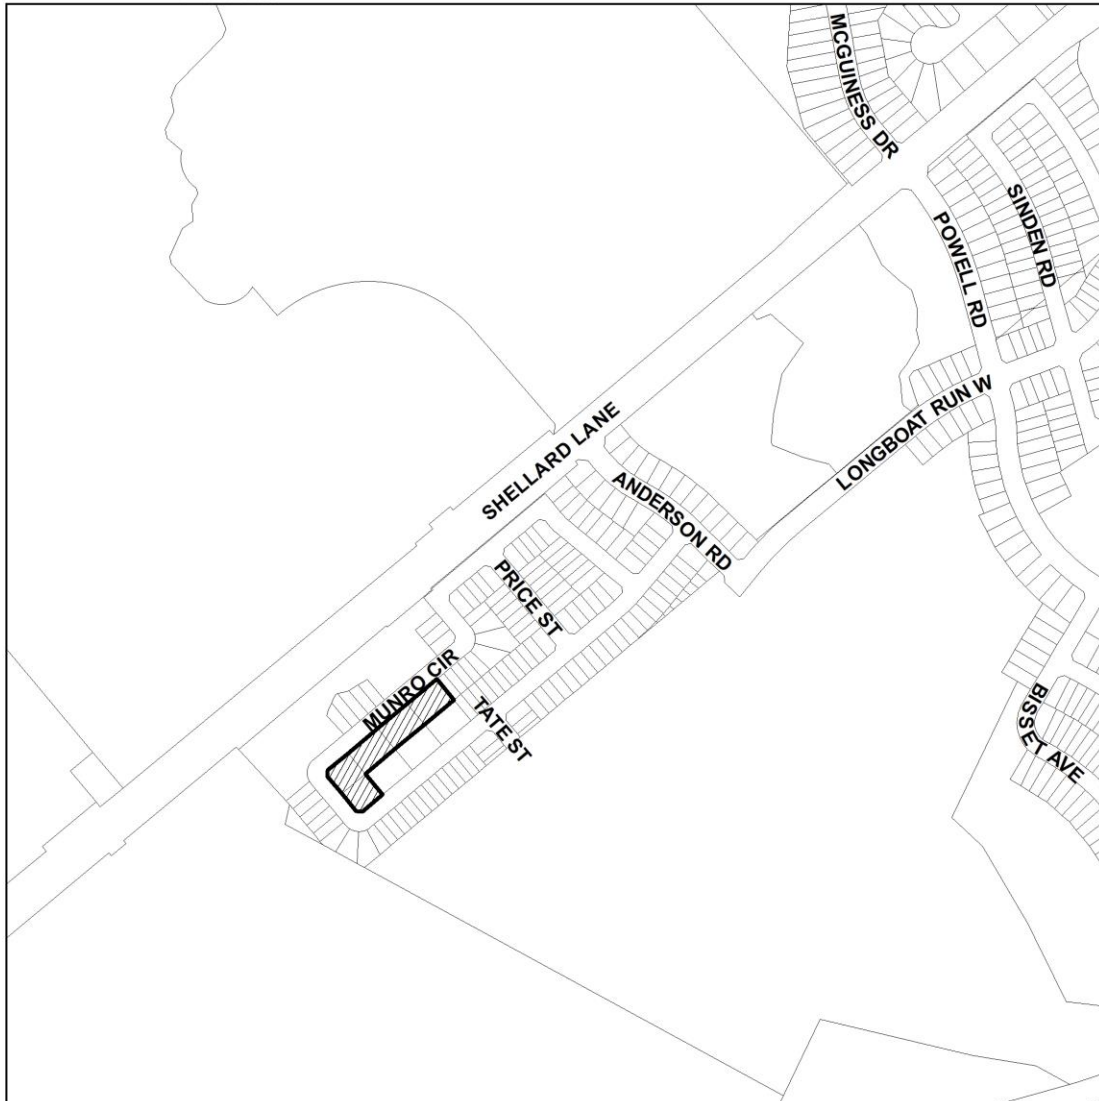 MCGUINESS DR
SINDEN RD
POWELL RD
LONGBOAT RUN W
SHELLARD LANE
ANDERSON RD
PRICE ST
MUNRO CIR
TATE ST
BISSET AVE